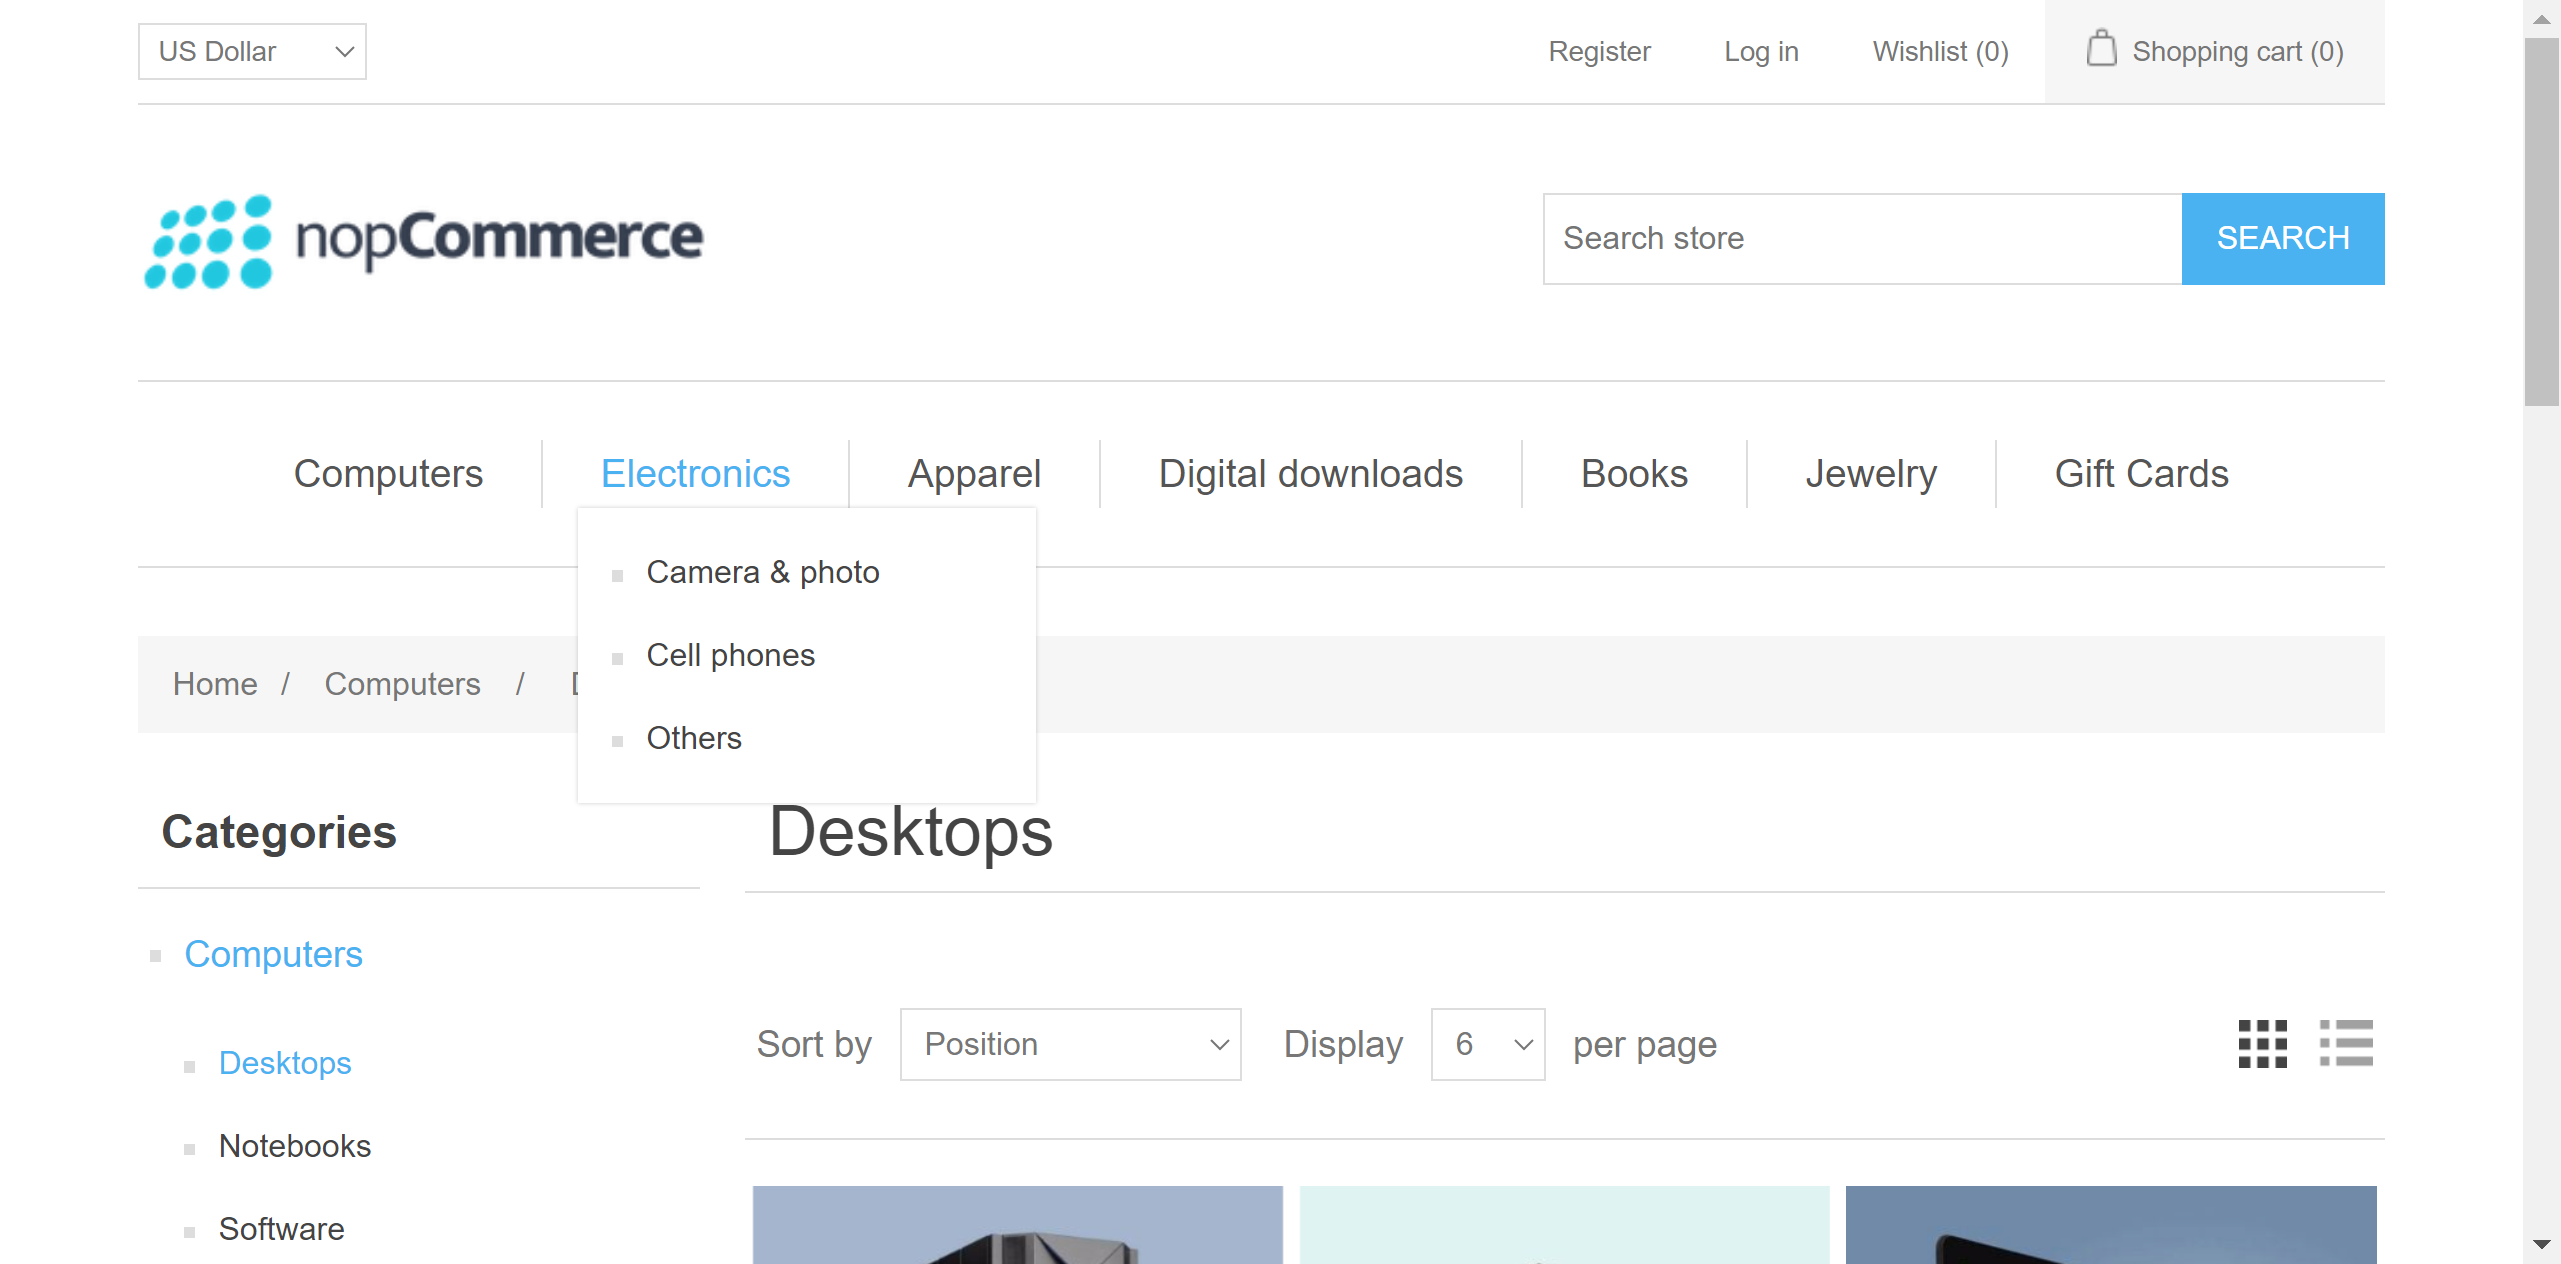 US Dollar
Register
Log in
Wishlist (0)
Shopping cart (0)
nopCommerce
Search store
SEARCH
Computers
Electronics
Apparel
Digital downloads
Books
Jewelry
Gift Cards
Camera & photo
Cell phones
Others
Home / Computers /
Categories
Computers
Desktops
Notebooks
Software
Desktops
Sort by Position Display 6 per page